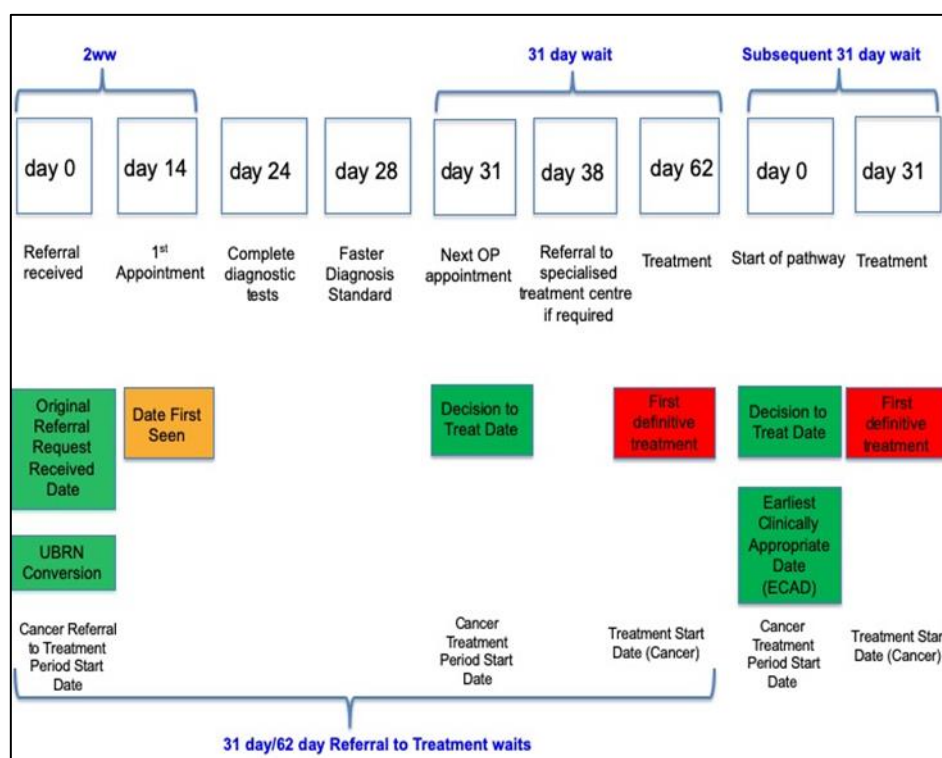 2ww
31 day wait
Subsequent 31 day wait
day 0
day 14
day 24
day 28
day 31
day 38
day 62
day 0
day 31
Referral
received
1st
Appointment
Complete
diagnostic
tests
Faster
Diagnosis
Standard
Next OP
appointment
Referral to
specialised
treatment centre
if required
Treatment
Start of pathway
Treatment
Original
Referral
Request
Received
Date
Date First
Seen
Decision to
Treat Date
First
definitive
treatment
Decision to
Treat Date
First
definitive
treatment
UBRN
Conversion
Earliest
Clinically
Appropriate
Date
(ECAD)
Cancer Referral
to Treatment
Period Start
Date
Cancer
Treatment
Period Start
Date
Treatment Start
Date (Cancer)
Cancer
Treatment
Period Start
Date
Treatment Start
Date (Cancer)
31 day/62 day Referral to Treatment waits